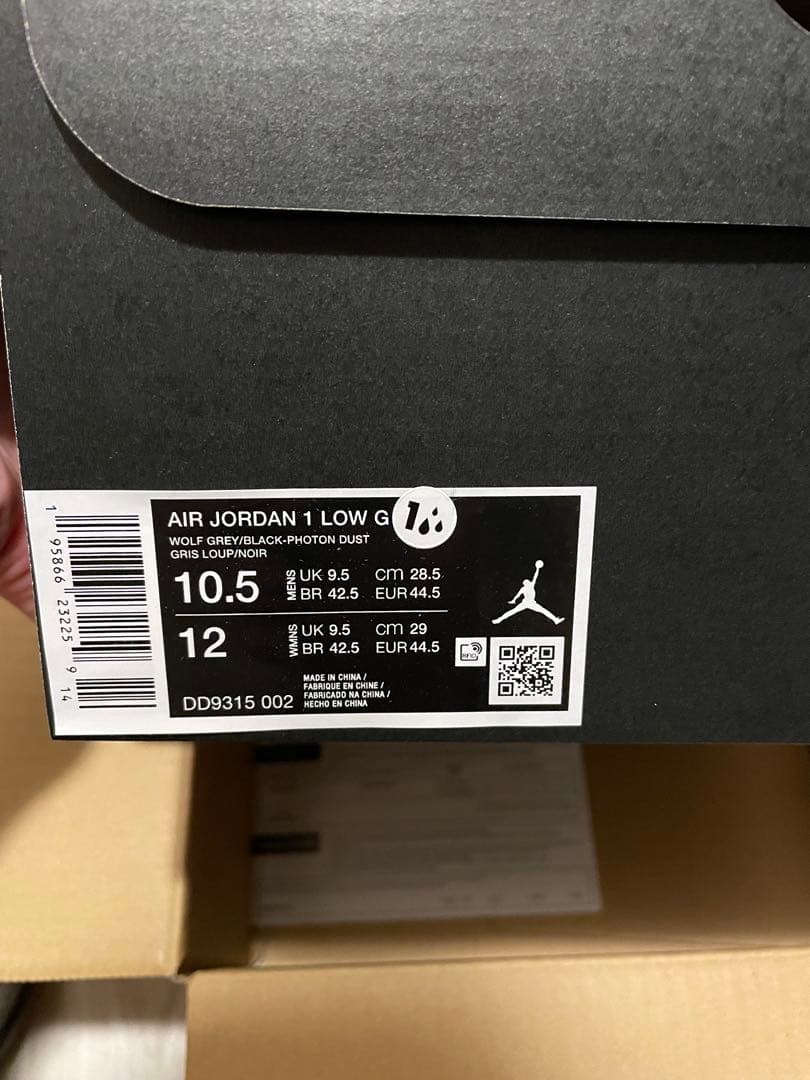 AIR JORDAN 1 LOW G
1
WOLF GREY/BLACK-PHOTON DUST
GRIS LOUP/NOIR
10.5 MENS UK 9.5 cm 28.5
BR 42.5 EUR 44.5
12 WMNS UK 9.5 cm 29
BR 42.5 EUR 44.5
RFID
DD9315 002
MADE IN CHINA /
FABRIQUE EN CHINE /
FABRICADO NA CHINA /
HECHO EN CHINA
1 95866 23225 9 14